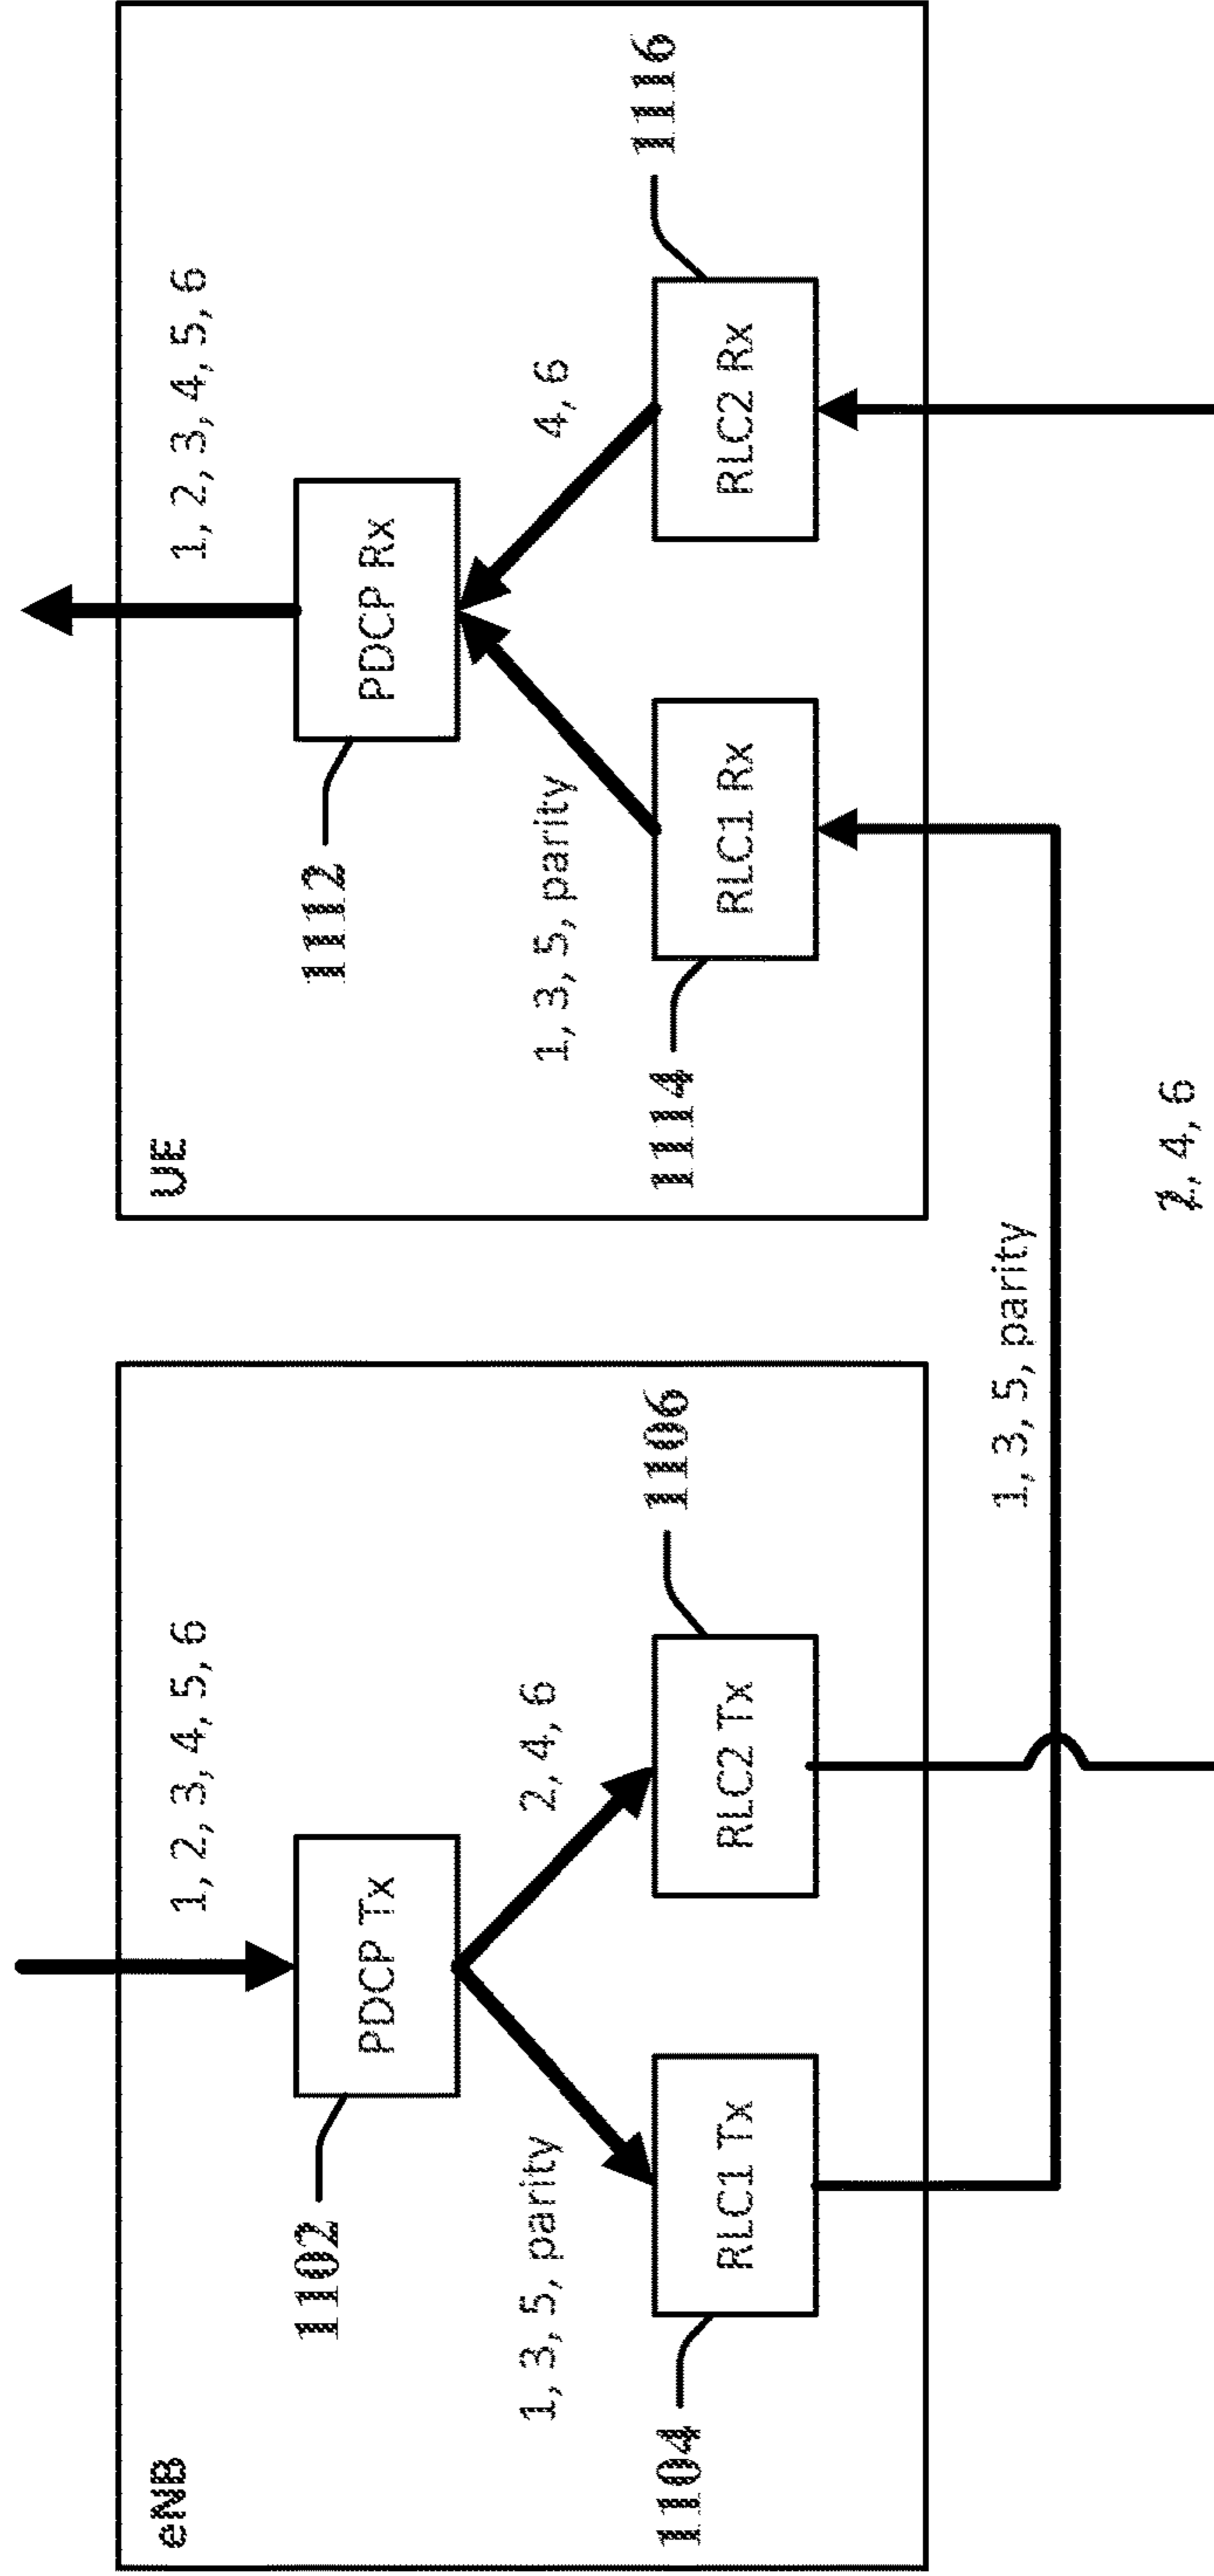 eNB
1, 2, 3, 4, 5, 6
1102
PDCP Tx
1, 3, 5, parity
2, 4, 6
1104
RLC1 Tx
RLC2 Tx
1106
UE
1, 2, 3, 4, 5, 6
1112
PDCP Rx
1, 3, 5, parity
4, 6
1114
RLC1 Rx
RLC2 Rx
1116
1, 3, 5, parity
2, 4, 6